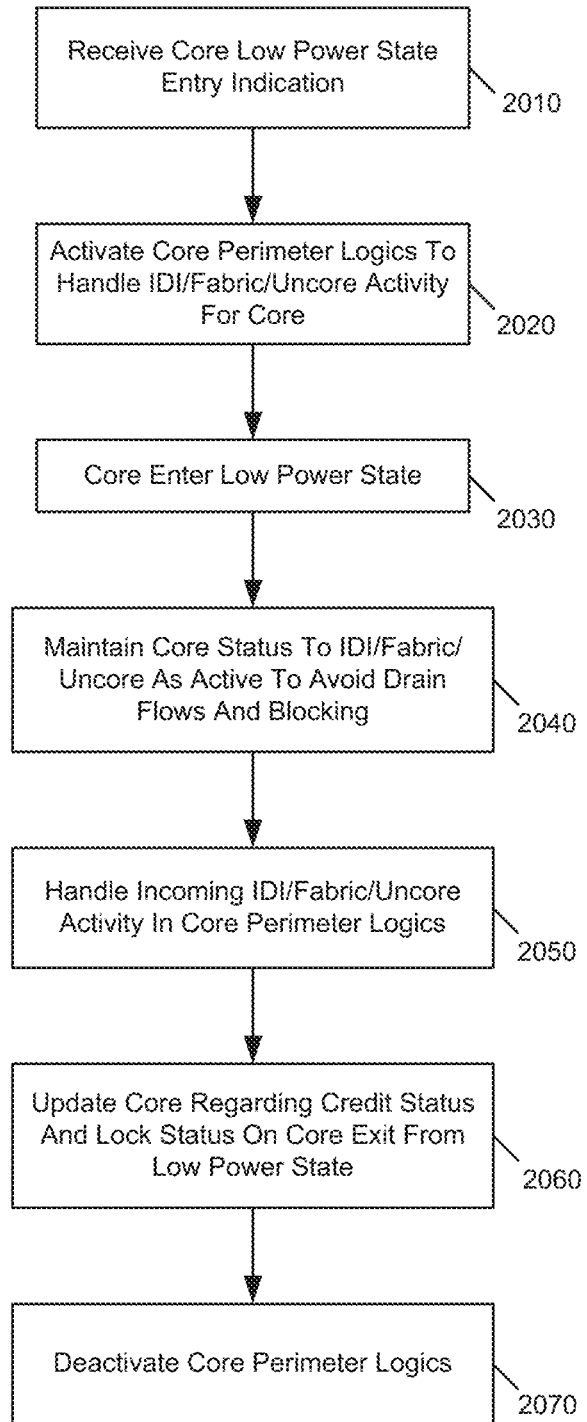 Receive Core Low Power State
Entry Indication
2010
Activate Core Perimeter Logics To
Handle IDI/Fabric/Uncore Activity
For Core
2020
Core Enter Low Power State
2030
Maintain Core Status To IDI/Fabric/
Uncore As Active To Avoid Drain
Flows And Blocking
2040
Handle Incoming IDI/Fabric/Uncore
Activity In Core Perimeter Logics
2050
Update Core Regarding Credit Status
And Lock Status On Core Exit From
Low Power State
2060
Deactivate Core Perimeter Logics
2070